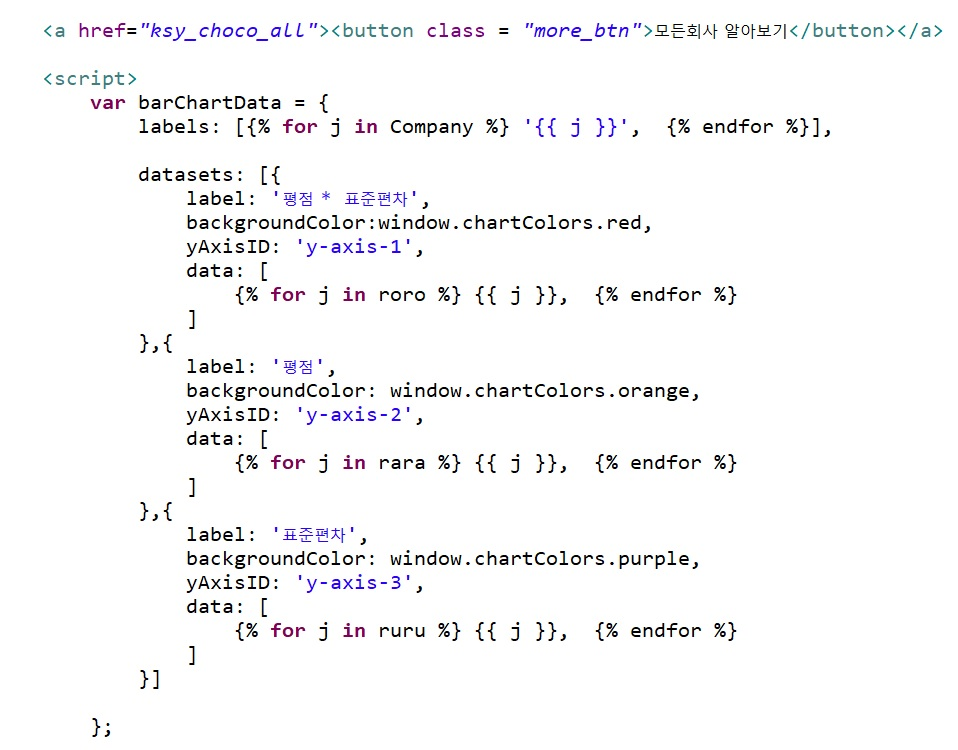 <a href="ksy_choco_all"><button class = "more_btn">모든회사 알아보기</button></a>
<script>
var barChartData = {
labels: [{% for j in Company %} '{{ j }}',  {% endfor %}],
datasets: [{
label: '평점 * 표준편차',
backgroundColor:window.chartColors.red,
yAxisID: 'y-axis-1',
data: [
{% for j in roro %} {{ j }},  {% endfor %}
]
},{
label: '평점',
backgroundColor: window.chartColors.orange,
yAxisID: 'y-axis-2',
data: [
{% for j in rara %} {{ j }},  {% endfor %}
]
},{
label: '표준편차',
backgroundColor: window.chartColors.purple,
yAxisID: 'y-axis-3',
data: [
{% for j in ruru %} {{ j }},  {% endfor %}
]
}]
};